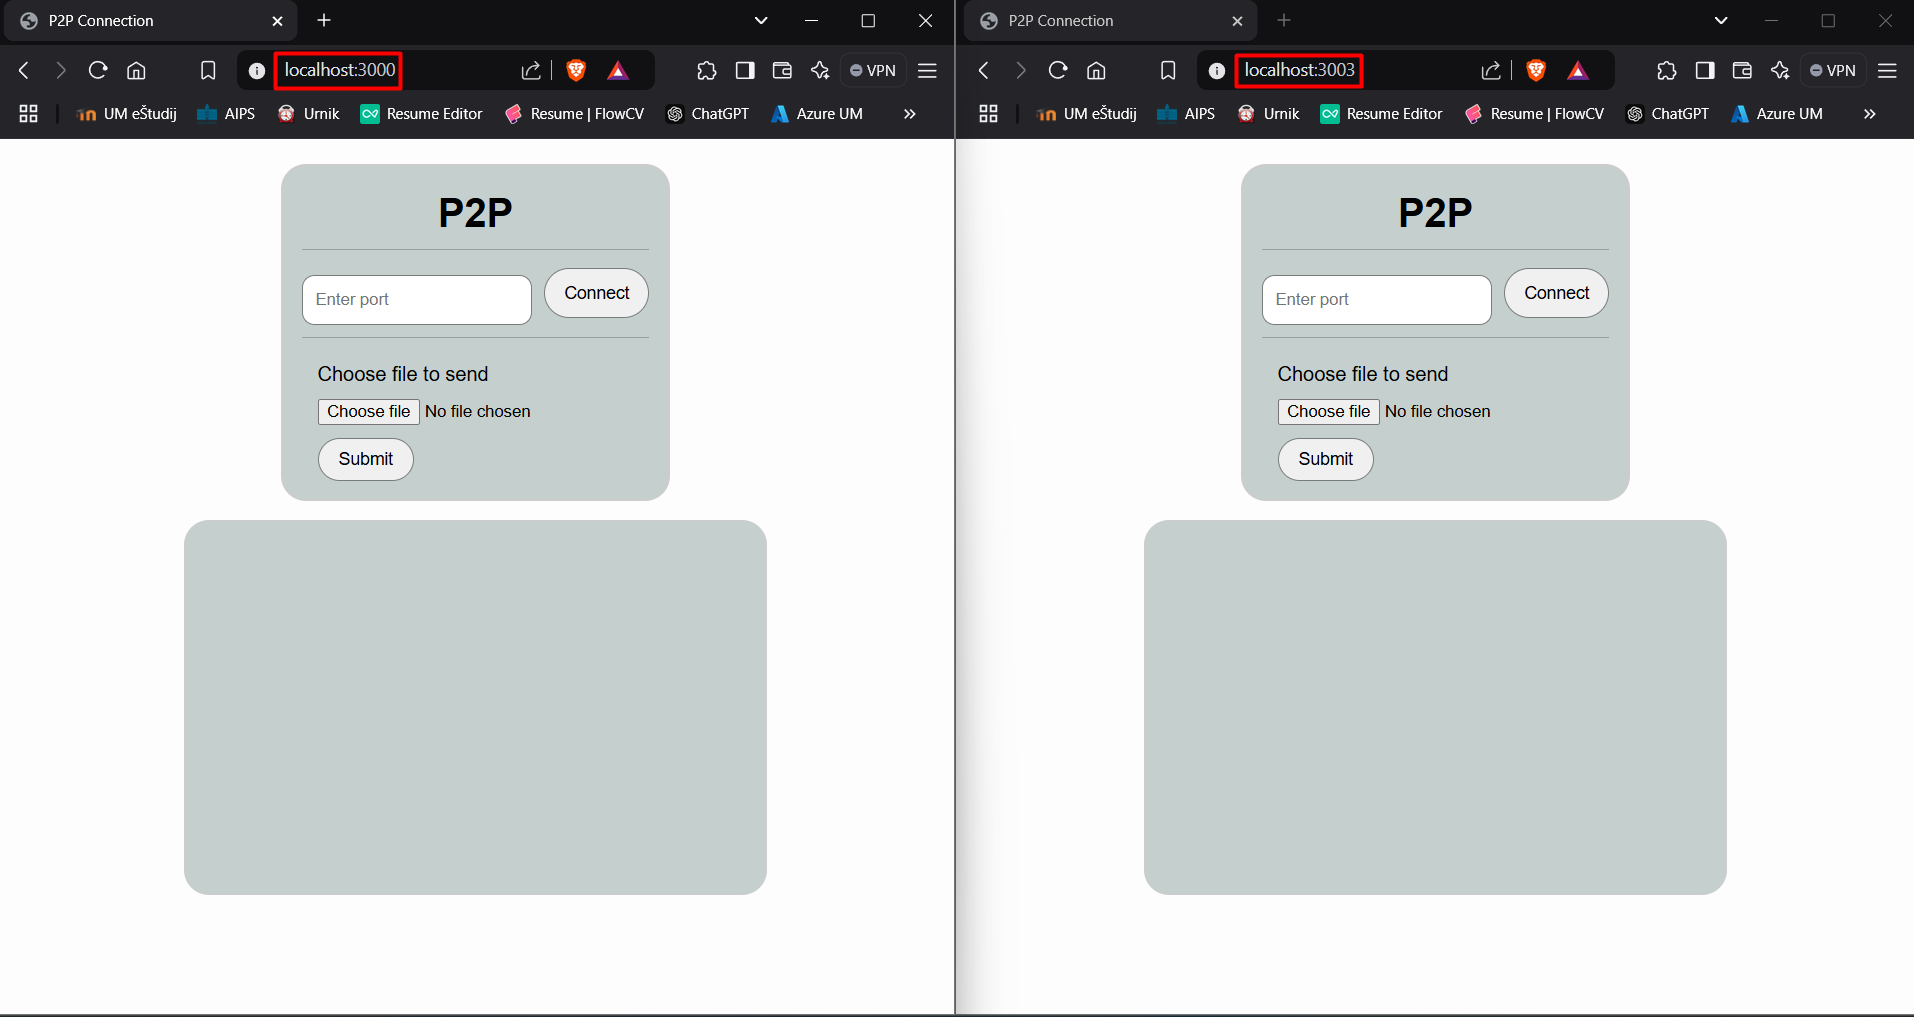 P2P Connection
localhost:3000
VPN
UM eŠtudij AIPS Urnik Resume Editor Resume | FlowCV ChatGPT Azure UM
P2P
Enter port Connect
Choose file to send
Choose file No file chosen
Submit
P2P Connection
localhost:3003
VPN
UM eŠtudij AIPS Urnik Resume Editor Resume | FlowCV ChatGPT Azure UM
P2P
Enter port Connect
Choose file to send
Choose file No file chosen
Submit